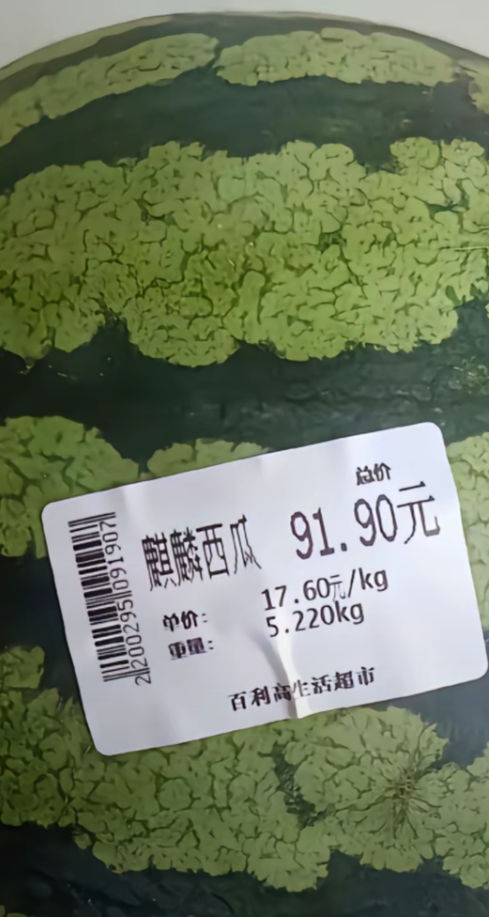 总价
麒麟西瓜 91.90元
单价: 17.60元/kg
重量: 5.220kg
百利高生活超市
2200295091907